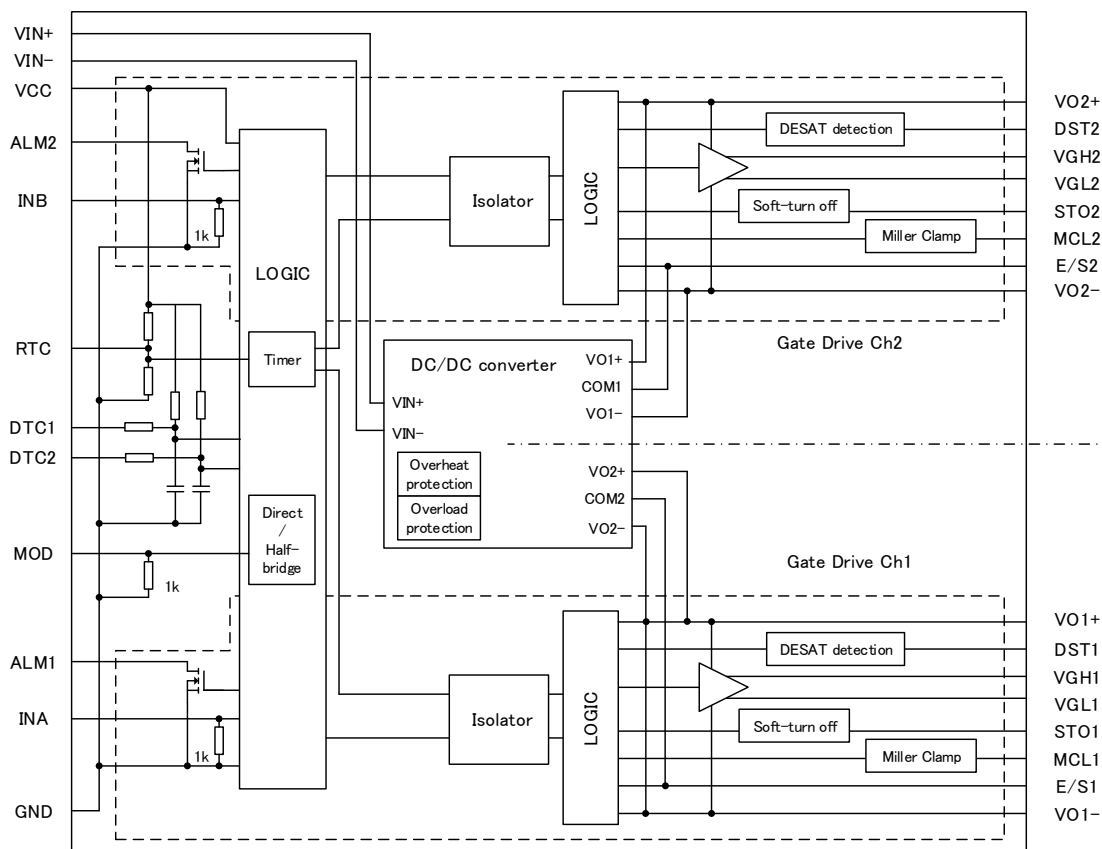 VIN+
VIN-
VCC
ALM2
INB
RTC
DTC1
DTC2
MOD
ALM1
INA
GND
1k
1k
1k
LOGIC
Timer
Direct
/
Half-
bridge
Isolator
LOGIC
DESAT detection
Soft-turn off
Miller Clamp
VO2+
DST2
VGH2
VGL2
STO2
MCL2
E/S2
VO2-
Gate Drive Ch2
DC/DC converter
VIN+
VIN-
Overheat
protection
Overload
protection
VO1+
COM1
VO1-
VO2+
COM2
VO2-
Gate Drive Ch1
Isolator
LOGIC
DESAT detection
Soft-turn off
Miller Clamp
VO1+
DST1
VGH1
VGL1
STO1
MCL1
E/S1
VO1-